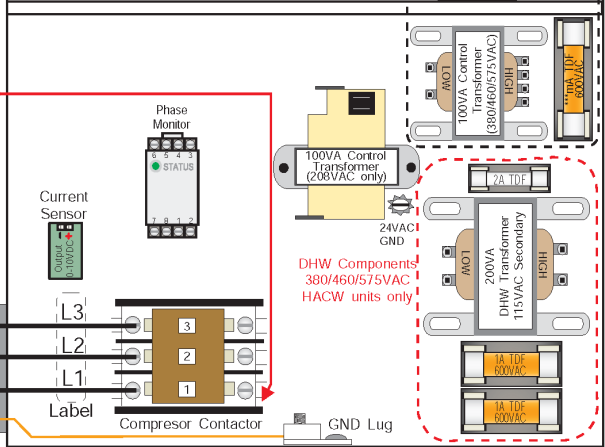 100VA Control
Transformer
(380/460/575VAC)
LOW
HIGH
***mA TDF
600VAC
Phase
Monitor
6 5 4 3
STATUS
7 8 1 2
100VA Control
Transformer
(208VAC only)
24VAC
GND
2A TDF
Current
Sensor
Output
0-10VDC
- +
DHW Components
380/460/575VAC
HACW units only
200VA
DHW Transformer
115VAC Secondary
LOW
HIGH
L3
L2
L1
Label
3
2
1
Compresor Contactor
GND Lug
1A TDF
600VAC
1A TDF
600VAC